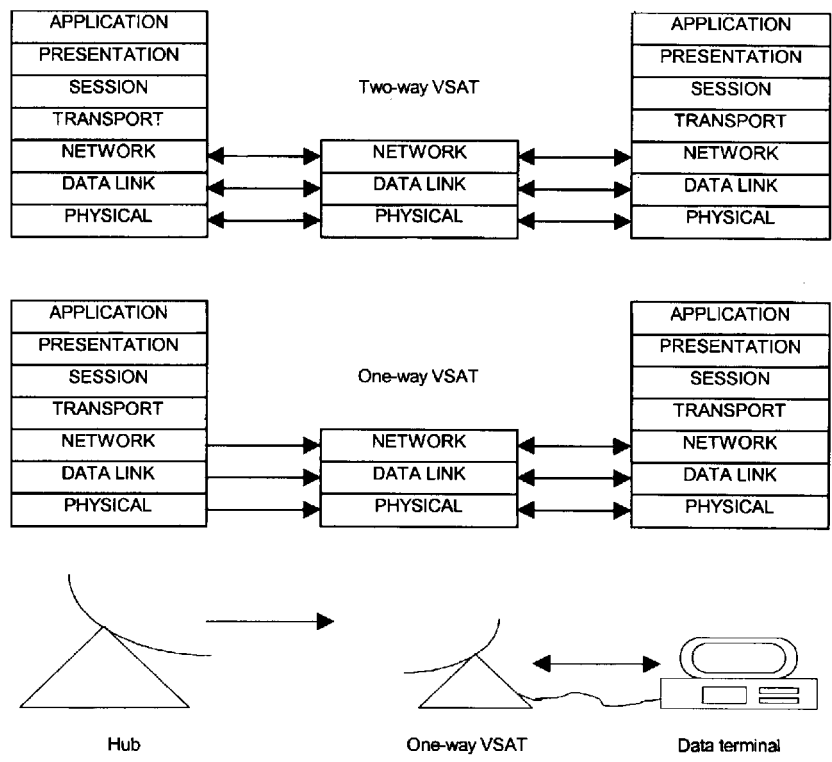 APPLICATION
PRESENTATION
SESSION
TRANSPORT
NETWORK
DATA LINK
PHYSICAL
Two-way VSAT
NETWORK
DATA LINK
PHYSICAL
APPLICATION
PRESENTATION
SESSION
TRANSPORT
NETWORK
DATA LINK
PHYSICAL
APPLICATION
PRESENTATION
SESSION
TRANSPORT
NETWORK
DATA LINK
PHYSICAL
One-way VSAT
NETWORK
DATA LINK
PHYSICAL
APPLICATION
PRESENTATION
SESSION
TRANSPORT
NETWORK
DATA LINK
PHYSICAL
Hub
One-way VSAT
Data terminal